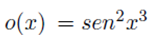 o(x) = sen²x³